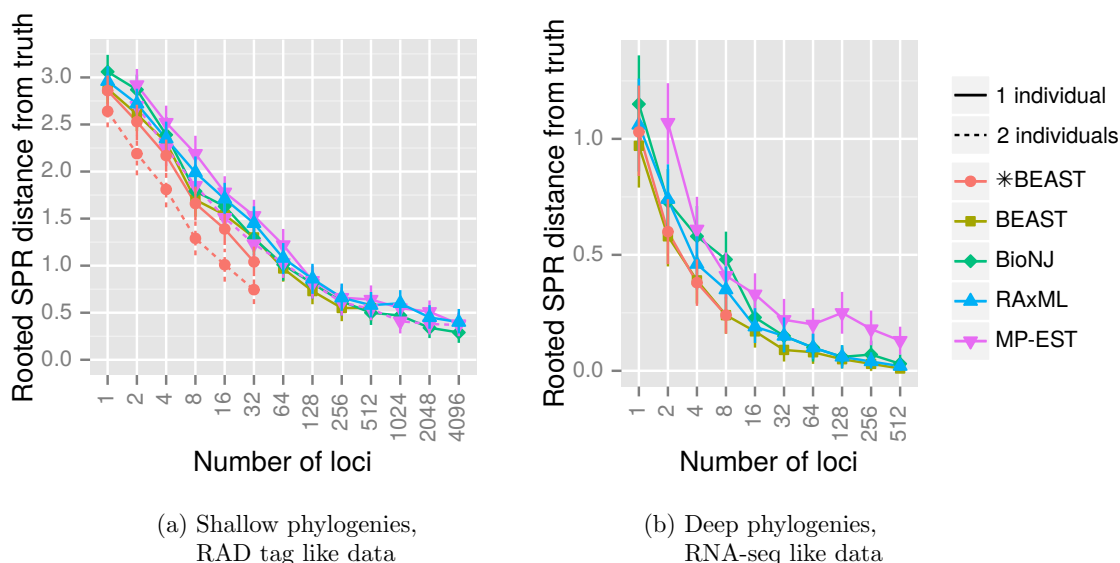 Rooted SPR distance from truth
3.0
2.5
2.0
1.5
1.0
0.5
0.0
1
2
4
8
16
32
64
128
256
512
1024
2048
4096
Number of loci
(a) Shallow phylogenies,
RAD tag like data
Rooted SPR distance from truth
1.0
0.5
0.0
1
2
4
8
16
32
64
128
256
512
Number of loci
(b) Deep phylogenies,
RNA-seq like data
1 individual
2 individuals
✳BEAST
BEAST
BioNJ
RAxML
MP-EST